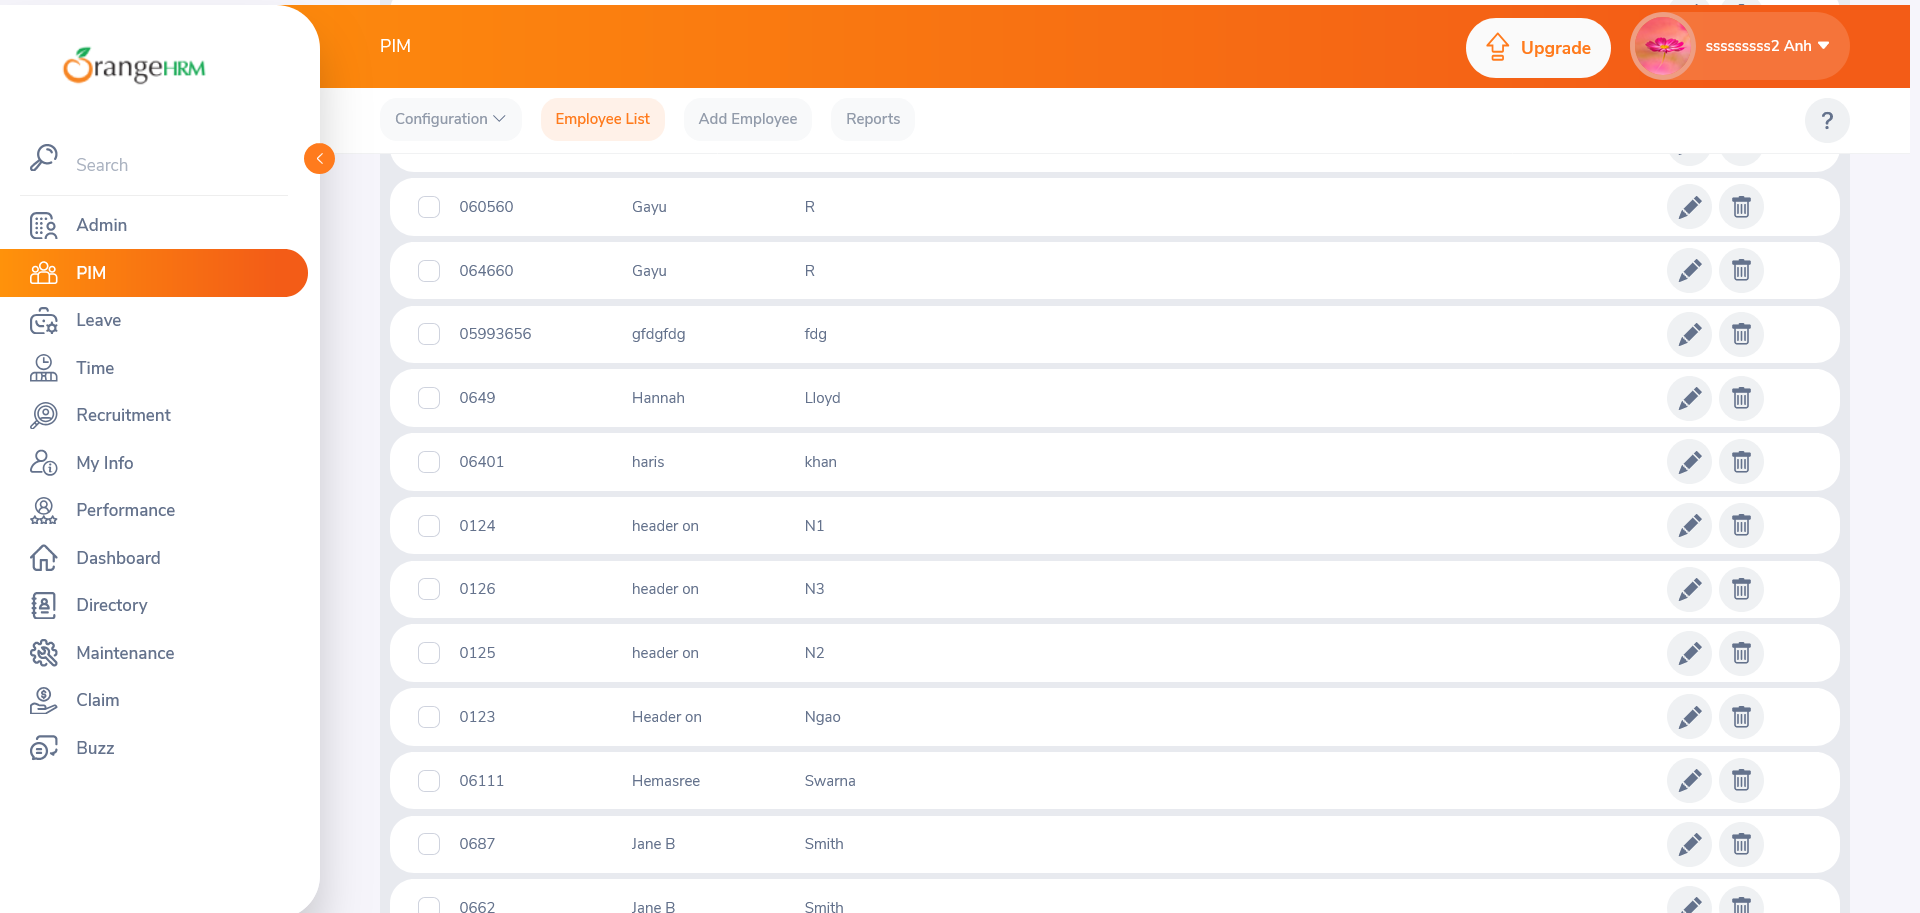 OrangeHRM
PIM
Upgrade
sssssssss2 Anh
Configuration
Employee List
Add Employee
Reports
?
Search
Admin
PIM
Leave
Time
Recruitment
My Info
Performance
Dashboard
Directory
Maintenance
Claim
Buzz
060560 Gayu R
064660 Gayu R
05993656 gfdgfdg fdg
0649 Hannah Lloyd
06401 haris khan
0124 header on N1
0126 header on N3
0125 header on N2
0123 Header on Ngao
06111 Hemasree Swarna
0687 Jane B Smith
0662 Jane B Smith